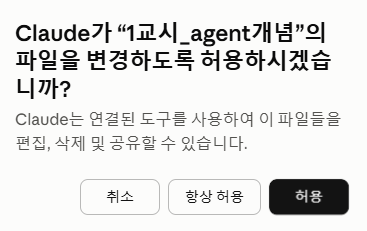 Claude가 “1교시_agent개념”의
파일을 변경하도록 허용하시겠습
니까?
Claude는 연결된 도구를 사용하여 이 파일들을
편집, 삭제 및 공유할 수 있습니다.
취소
항상 허용
허용